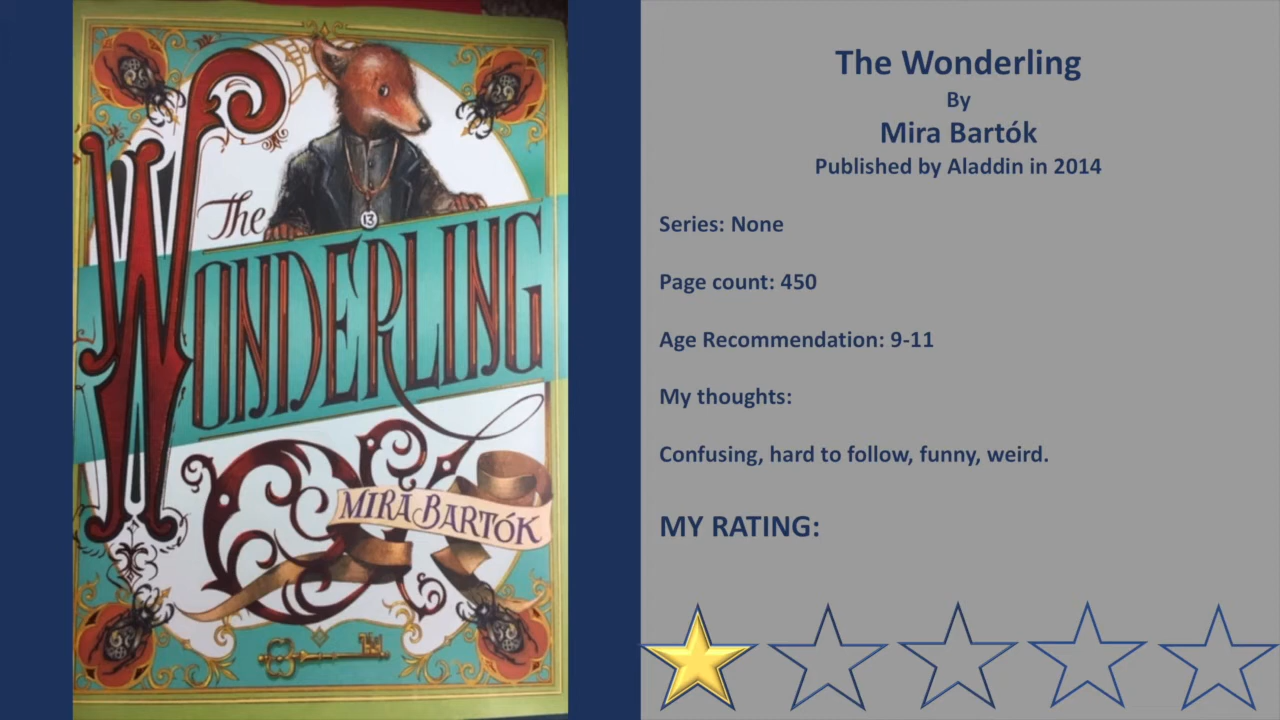 The
WONDERLING
MIRA BARTÓK
13
The Wonderling
By
Mira Bartók
Published by Aladdin in 2014
Series: None
Page count: 450
Age Recommendation: 9-11
My thoughts:
Confusing, hard to follow, funny, weird.
MY RATING: